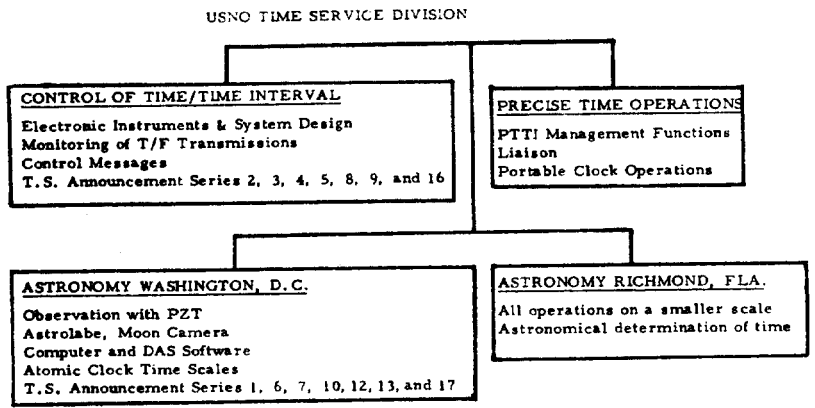 USNO TIME SERVICE DIVISION
CONTROL OF TIME/TIME INTERVAL
Electronic Instruments & System Design
Monitoring of T/F Transmissions
Control Messages
T.S. Announcement Series 2, 3, 4, 5, 8, 9, and 16
PRECISE TIME OPERATIONS
PTTI Management Functions
Liaison
Portable Clock Operations
ASTRONOMY WASHINGTON, D.C.
Observation with PZT
Astrolabe, Moon Camera
Computer and DAS Software
Atomic Clock Time Scales
T.S. Announcement Series 1, 6, 7, 10, 12, 13, and 17
ASTRONOMY RICHMOND, FLA.
All operations on a smaller scale
Astronomical determination of time